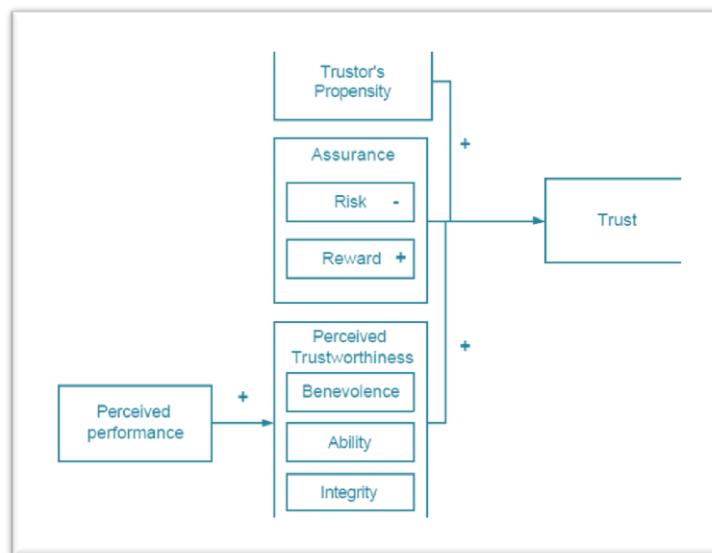 Trustor's
Propensity
+
Assurance
Risk -
Reward +
Trust
Perceived
Trustworthiness
+
Benevolence
+
Perceived
performance
Ability
Integrity